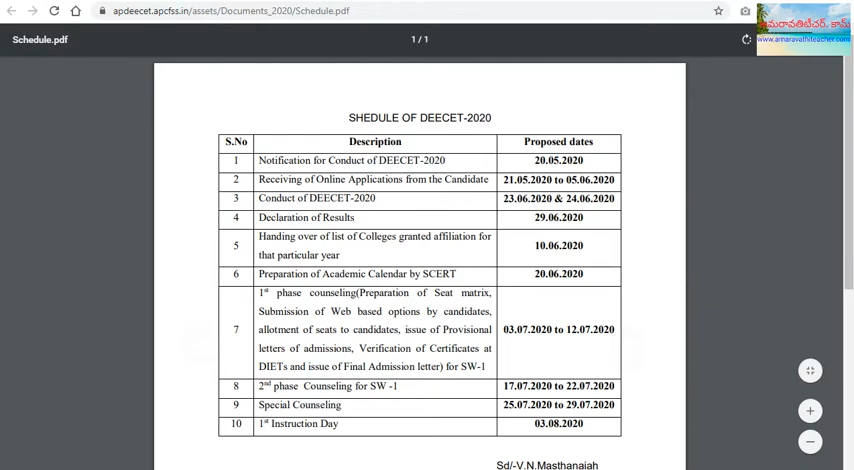 apdeecet.apcfss.in/assets/Documents_2020/Schedule.pdf
అమరావతిటీచర్. కామ్
www.amaravathiteacher.com
Schedule.pdf
1 / 1
SHEDULE OF DEECET-2020
S.No Description Proposed dates
1 Notification for Conduct of DEECET-2020 20.05.2020
2 Receiving of Online Applications from the Candidate 21.05.2020 to 05.06.2020
3 Conduct of DEECET-2020 23.06.2020 & 24.06.2020
4 Declaration of Results 29.06.2020
5 Handing over of list of Colleges granted affiliation for
that particular year 10.06.2020
6 Preparation of Academic Calendar by SCERT 20.06.2020
1st phase counseling(Preparation of Seat matrix,
Submission of Web based options by candidates,
7 allotment of seats to candidates, issue of Provisional 03.07.2020 to 12.07.2020
letters of admissions, Verification of Certificates at
DIETs and issue of Final Admission letter) for SW-1
8 2nd phase Counseling for SW -1 17.07.2020 to 22.07.2020
9 Special Counseling 25.07.2020 to 29.07.2020
10 1st Instruction Day 03.08.2020
Sd/-V.N.Masthanaiah